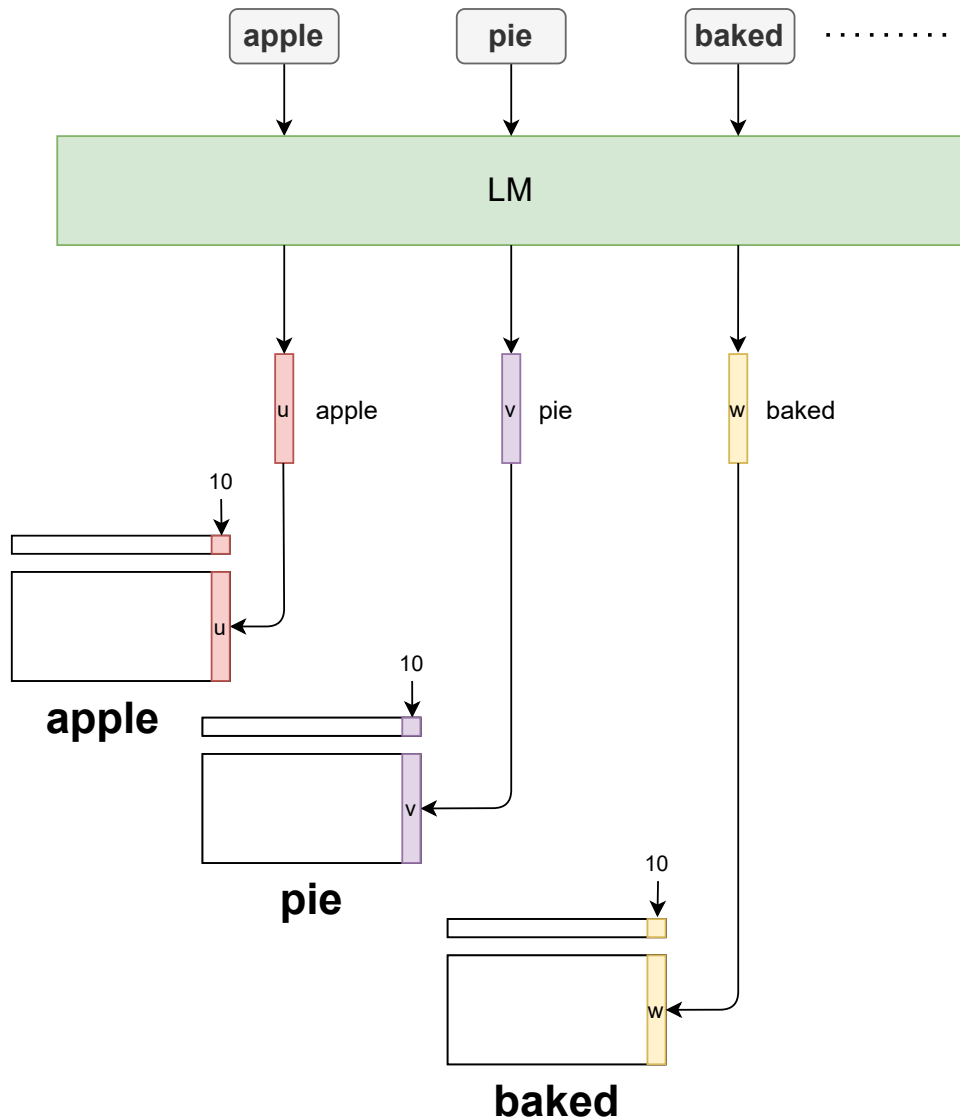 apple pie baked .........
LM
u apple v pie w baked
10
u
apple
10
v
pie
10
w
baked